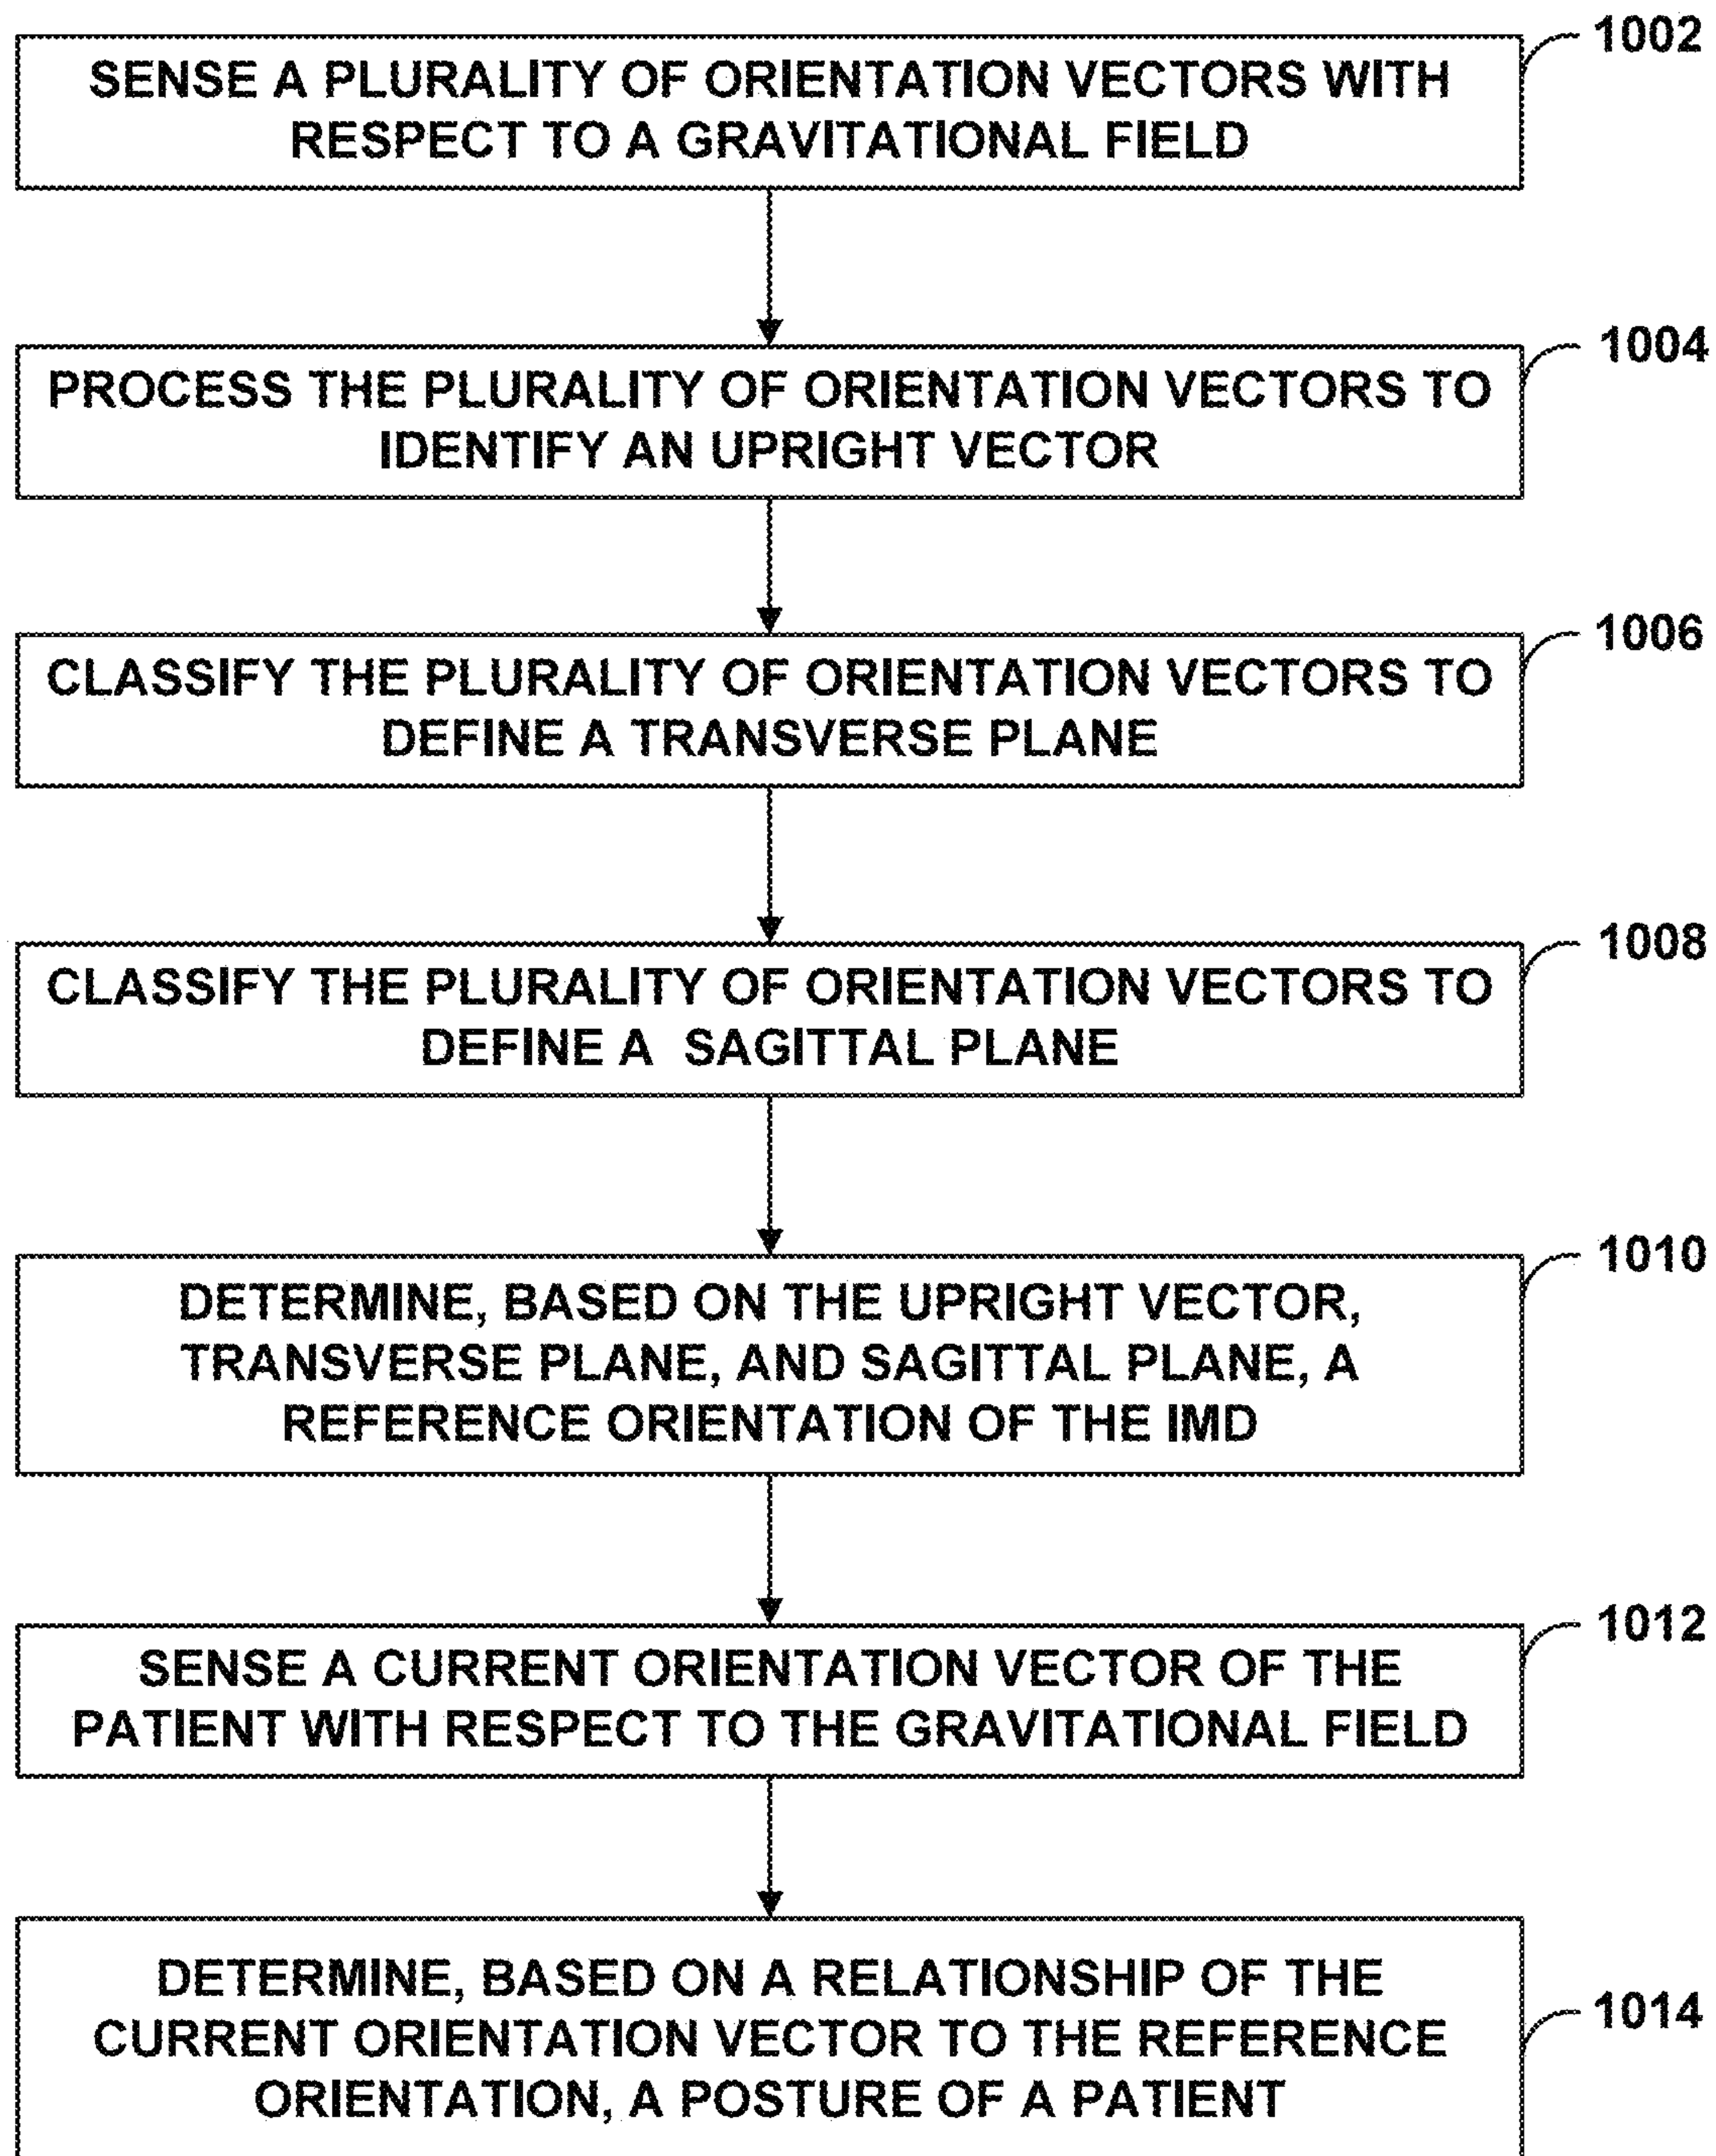 1002
SENSE A PLURALITY OF ORIENTATION VECTORS WITH
RESPECT TO A GRAVITATIONAL FIELD
1004
PROCESS THE PLURALITY OF ORIENTATION VECTORS TO
IDENTIFY AN UPRIGHT VECTOR
1006
CLASSIFY THE PLURALITY OF ORIENTATION VECTORS TO
DEFINE A TRANSVERSE PLANE
1008
CLASSIFY THE PLURALITY OF ORIENTATION VECTORS TO
DEFINE A SAGITTAL PLANE
1010
DETERMINE, BASED ON THE UPRIGHT VECTOR,
TRANSVERSE PLANE, AND SAGITTAL PLANE, A
REFERENCE ORIENTATION OF THE IMD
1012
SENSE A CURRENT ORIENTATION VECTOR OF THE
PATIENT WITH RESPECT TO THE GRAVITATIONAL FIELD
1014
DETERMINE, BASED ON A RELATIONSHIP OF THE
CURRENT ORIENTATION VECTOR TO THE REFERENCE
ORIENTATION, A POSTURE OF A PATIENT